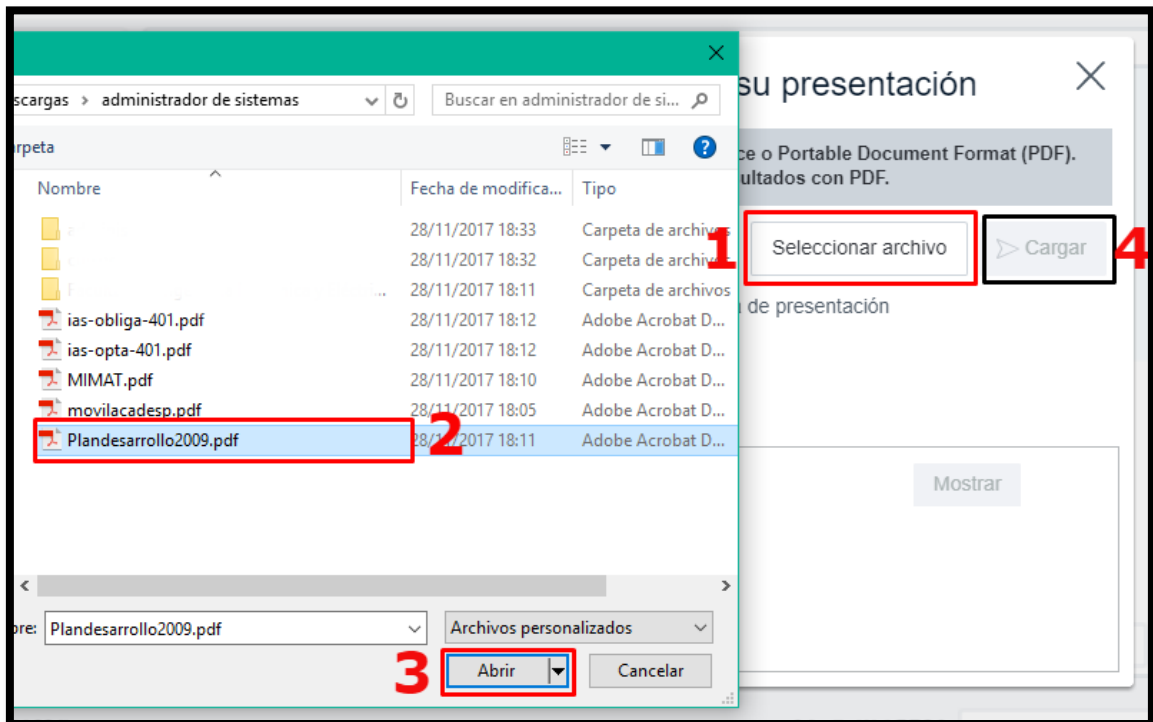 scargas > administrador de sistemas
Buscar en administrador de si...
arpeta
Nombre
Fecha de modifica...
Tipo
28/11/2017 18:33 Carpeta de archivos
28/11/2017 18:32 Carpeta de archivos
... 28/11/2017 18:11 Carpeta de archivos
ias-obliga-401.pdf 28/11/2017 18:12 Adobe Acrobat D...
ias-opta-401.pdf 28/11/2017 18:12 Adobe Acrobat D...
MIMAT.pdf 28/11/2017 18:10 Adobe Acrobat D...
movilacadesp.pdf 28/11/2017 18:05 Adobe Acrobat D...
Plandesarrollo2009.pdf 2 28/11/2017 18:11 Adobe Acrobat D...
bre: Plandesarrollo2009.pdf
Archivos personalizados
3 Abrir
Cancelar
su presentación
ce o Portable Document Format (PDF).
ultados con PDF.
1 Seleccionar archivo
Cargar 4
de presentación
Mostrar